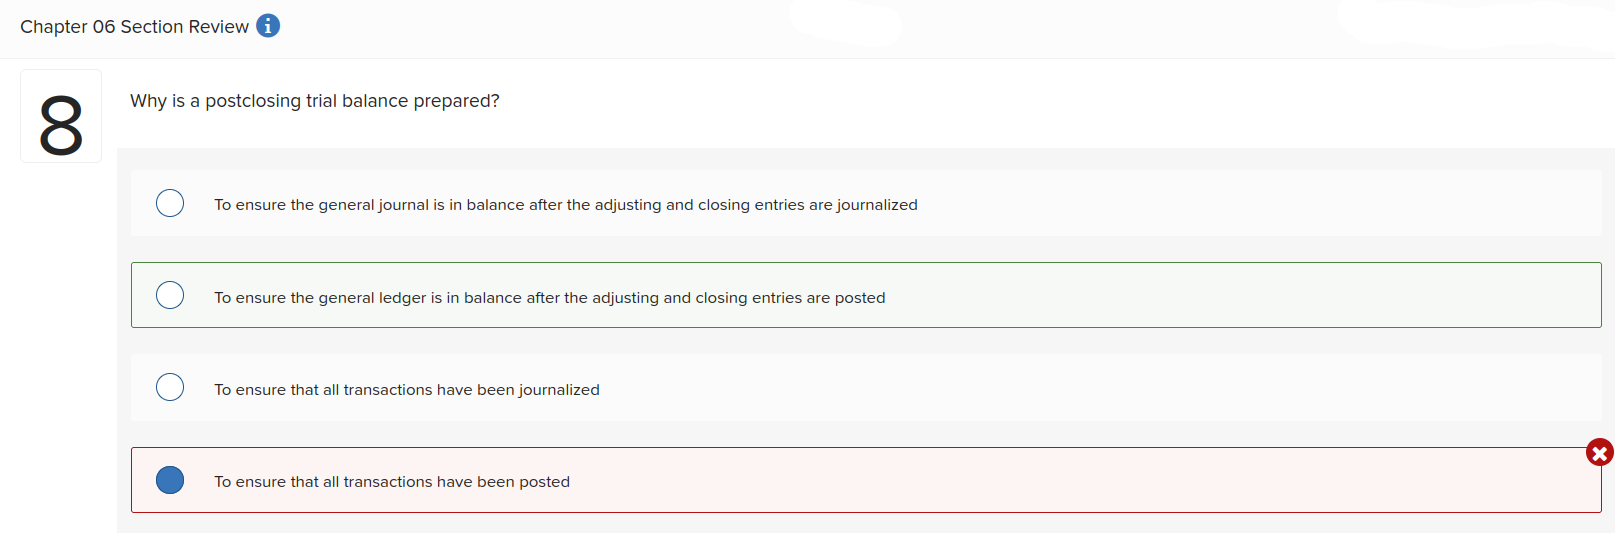 Chapter 06 Section Review i
8
Why is a postclosing trial balance prepared?
To ensure the general journal is in balance after the adjusting and closing entries are journalized
To ensure the general ledger is in balance after the adjusting and closing entries are posted
To ensure that all transactions have been journalized
To ensure that all transactions have been posted